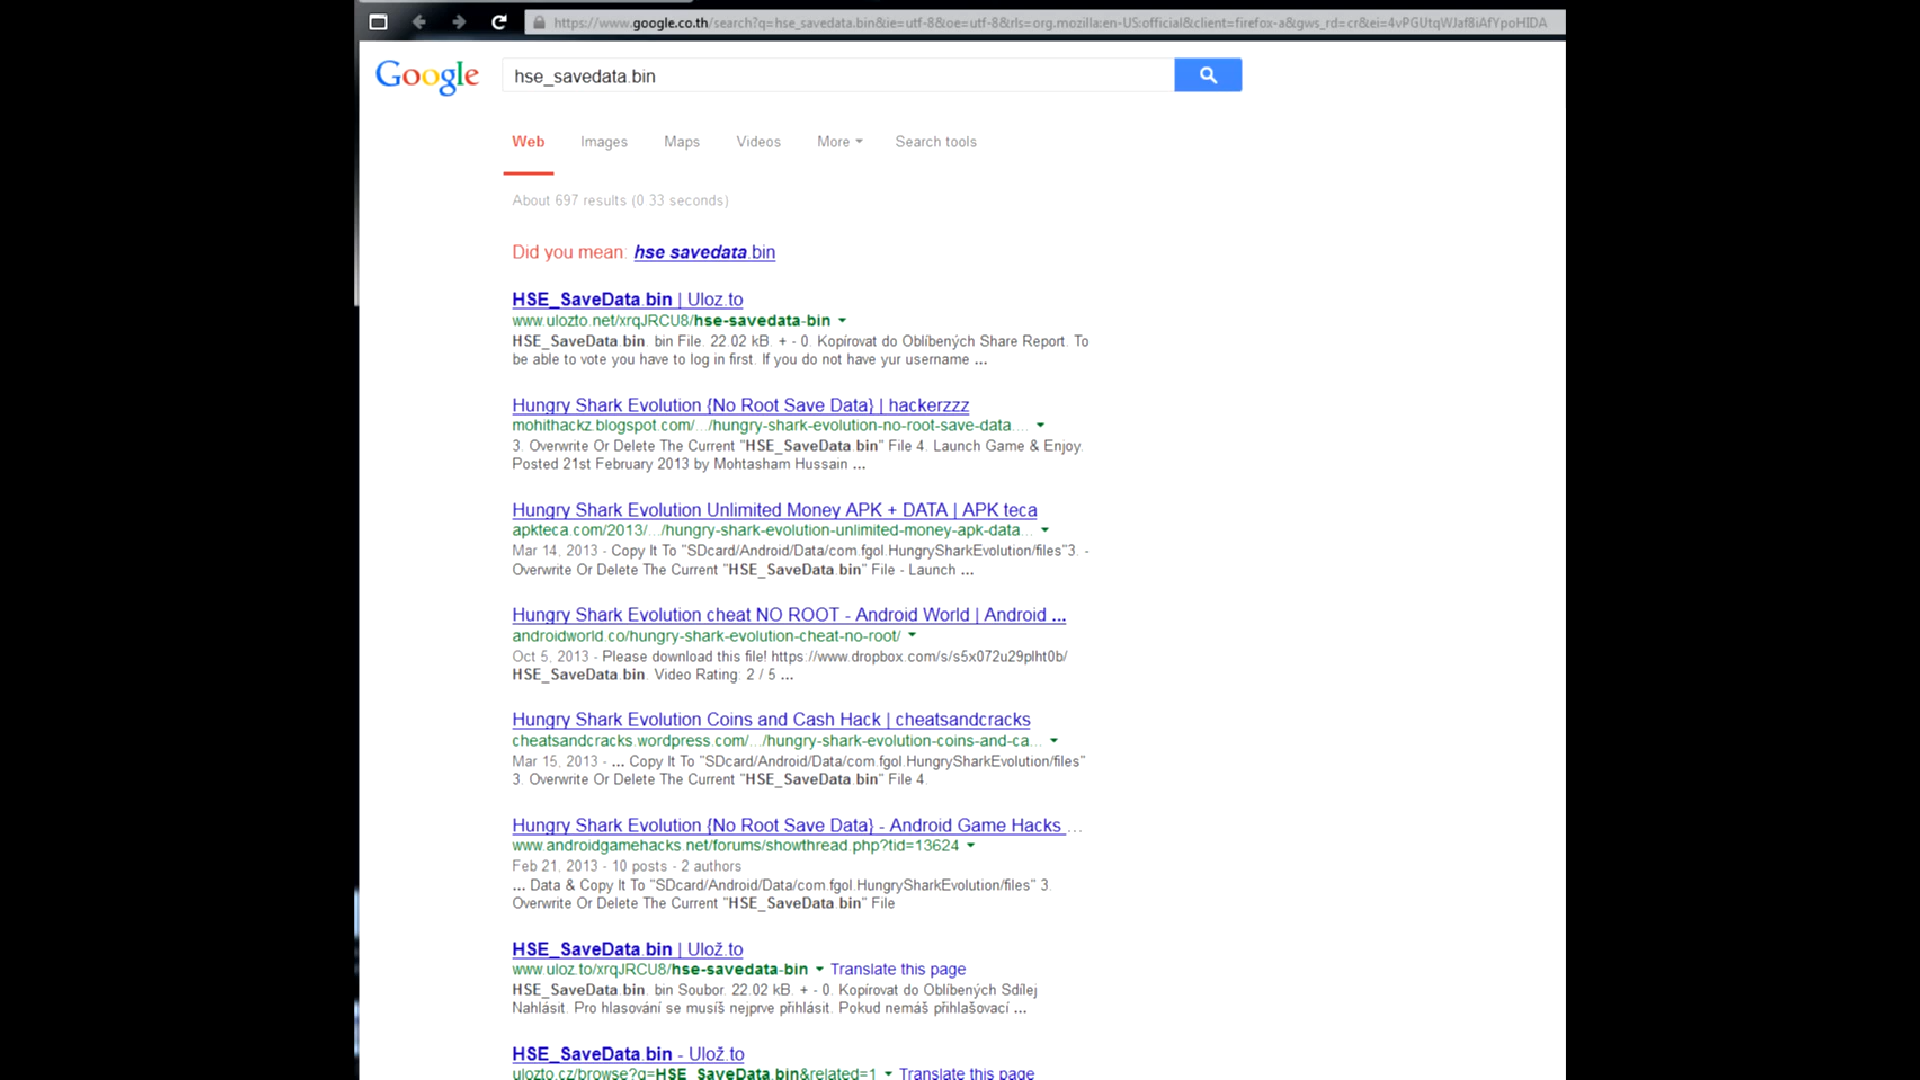 https://www.google.co.th/search?q=hse_savedata.bin&ie=utf-8&oe=utf-8&rls=org.mozilla:en-US:official&client=firefox-a&gws_rd=cr&ei=4vPGUtqWJaf8iAfYpoHIDA
Google hse_savedata.bin
Web Images Maps Videos More Search tools
About 697 results (0 33 seconds)
Did you mean: hse savedata.bin
HSE_SaveData.bin | Uloz.to
www.ulozto.net/xrqJRCU8/hse-savedata-bin
HSE_SaveData.bin. bin File. 22.02 kB. + - 0. Kopírovat do Oblíbených Share Report. To
be able to vote you have to log in first. If you do not have yur username ...
Hungry Shark Evolution {No Root Save Data} | hackerzzz
mohithackz.blogspot.com/.../hungry-shark-evolution-no-root-save-data....
3. Overwrite Or Delete The Current "HSE_SaveData.bin" File 4. Launch Game & Enjoy.
Posted 21st February 2013 by Mohtasham Hussain ...
Hungry Shark Evolution Unlimited Money APK + DATA | APK teca
apkteca.com/2013/.../hungry-shark-evolution-unlimited-money-apk-data...
Mar 14, 2013 - Copy It To "SDcard/Android/Data/com.fgol.HungrySharkEvolution/files"3. -
Overwrite Or Delete The Current "HSE_SaveData.bin" File - Launch ...
Hungry Shark Evolution cheat NO ROOT - Android World | Android ...
androidworld.co/hungry-shark-evolution-cheat-no-root/
Oct 5, 2013 - Please download this file! https://www.dropbox.com/s/s5x072u29plht0b/
HSE_SaveData.bin. Video Rating: 2 / 5 ...
Hungry Shark Evolution Coins and Cash Hack | cheatsandcracks
cheatsandcracks.wordpress.com/.../hungry-shark-evolution-coins-and-ca...
Mar 15, 2013 - ... Copy It To "SDcard/Android/Data/com.fgol.HungrySharkEvolution/files"
3. Overwrite Or Delete The Current "HSE_SaveData.bin" File 4.
Hungry Shark Evolution {No Root Save Data} - Android Game Hacks ...
www.androidgamehacks.net/forums/showthread.php?tid=13624
Feb 21, 2013 - 10 posts - 2 authors
... Data & Copy It To "SDcard/Android/Data/com.fgol.HungrySharkEvolution/files" 3.
Overwrite Or Delete The Current "HSE_SaveData.bin" File
HSE_SaveData.bin | Ulož.to
www.uloz.to/xrqJRCU8/hse-savedata-bin Translate this page
HSE_SaveData.bin. bin Soubor. 22.02 kB. + - 0. Kopírovat do Oblíbených Sdílej
Nahlásit. Pro hlasování se musíš nejprve přihlásit. Pokud nemáš přihlašovací ...
HSE_SaveData.bin - Ulož.to
ulozto.cz/browse?q=HSE_SaveData.bin&related=1 Translate this page